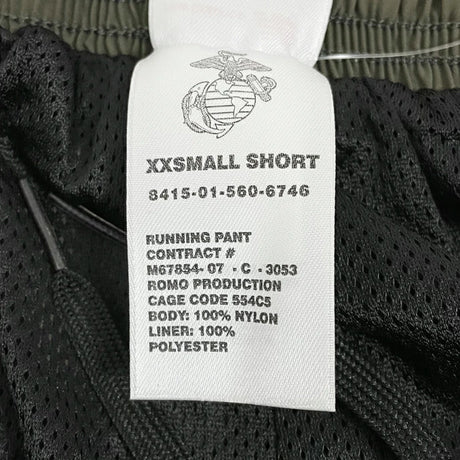 XXSMALL SHORT
8415-01-560-6746
RUNNING PANT
CONTRACT #
M67854- 07 - C - 3053
ROMO PRODUCTION
CAGE CODE 554C5
BODY: 100% NYLON
LINER: 100%
POLYESTER